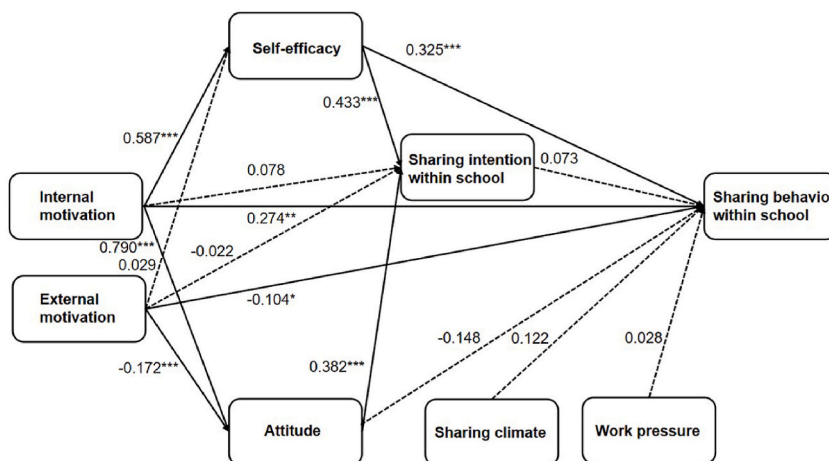 Self-efficacy
0.325***
0.433***
0.587***
Sharing intention
within school
0.073
0.078
Internal
motivation
Sharing behavio
within school
0.274**
0.790***
-0.022
0.029
External
motivation
-0.104*
-0.148
0.122
0.028
-0.172***
0.382***
Attitude
Sharing climate
Work pressure